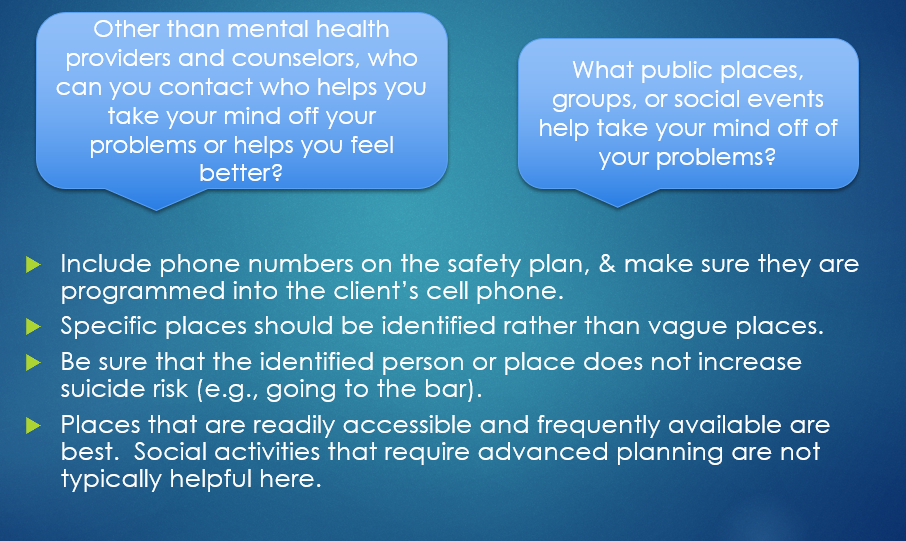 Other than mental health
providers and counselors, who
can you contact who helps you
take your mind off your
problems or helps you feel
better?
What public places,
groups, or social events
help take your mind off of
your problems?
Include phone numbers on the safety plan, & make sure they are
programmed into the client’s cell phone.
Specific places should be identified rather than vague places.
Be sure that the identified person or place does not increase
suicide risk (e.g., going to the bar).
Places that are readily accessible and frequently available are
best.  Social activities that require advanced planning are not
typically helpful here.